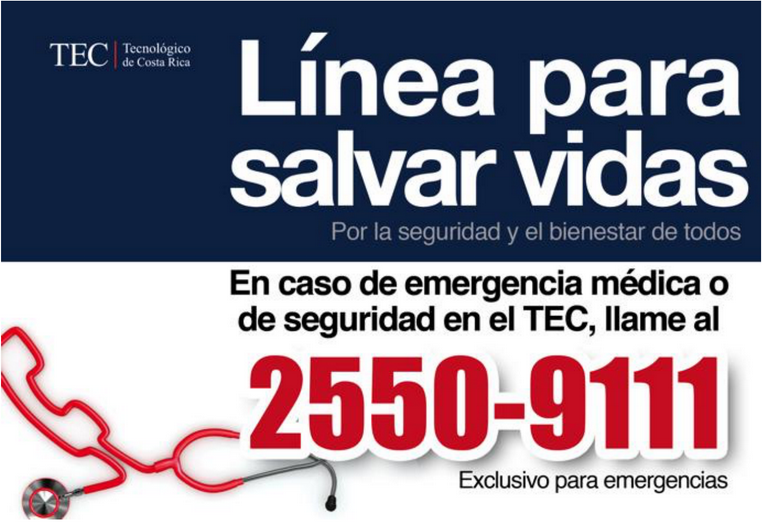 TEC | Tecnológico
de Costa Rica
Línea para
salvar vidas
Por la seguridad y el bienestar de todos
En caso de emergencia médica o
de seguridad en el TEC, llame al
2550-9111
Exclusivo para emergencias